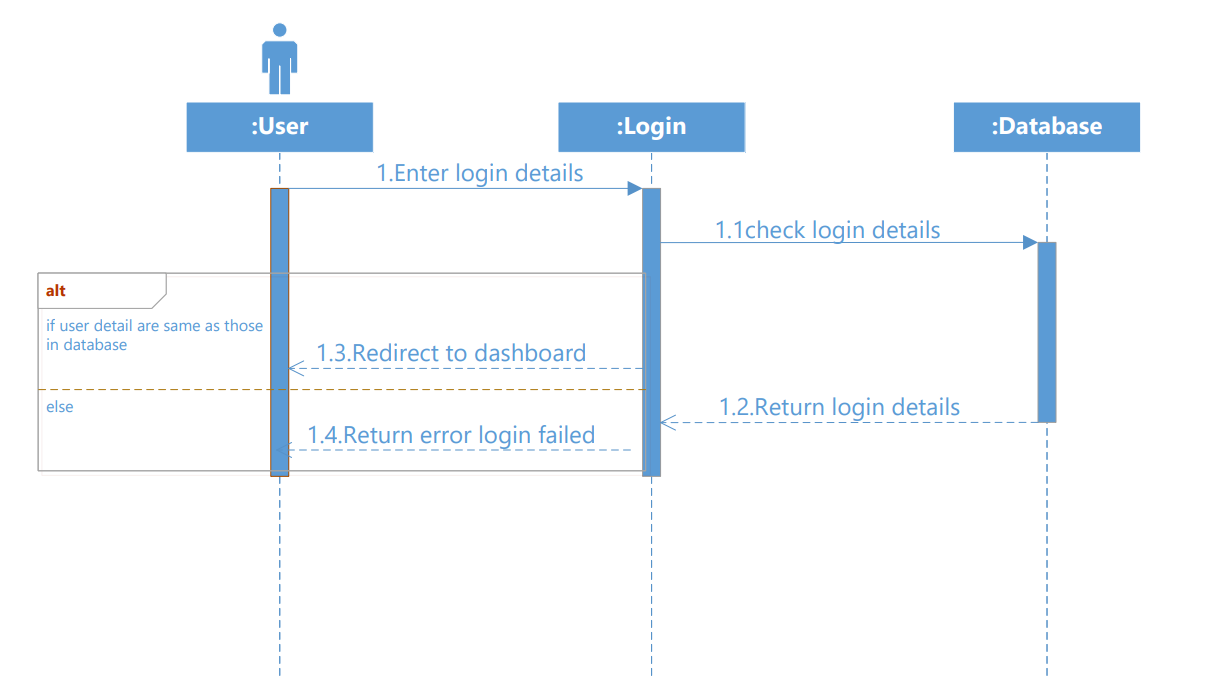 :User
:Login
:Database
1.Enter login details
1.1check login details
alt
if user detail are same as those
in database
1.3.Redirect to dashboard
else
1.2.Return login details
1.4.Return error login failed